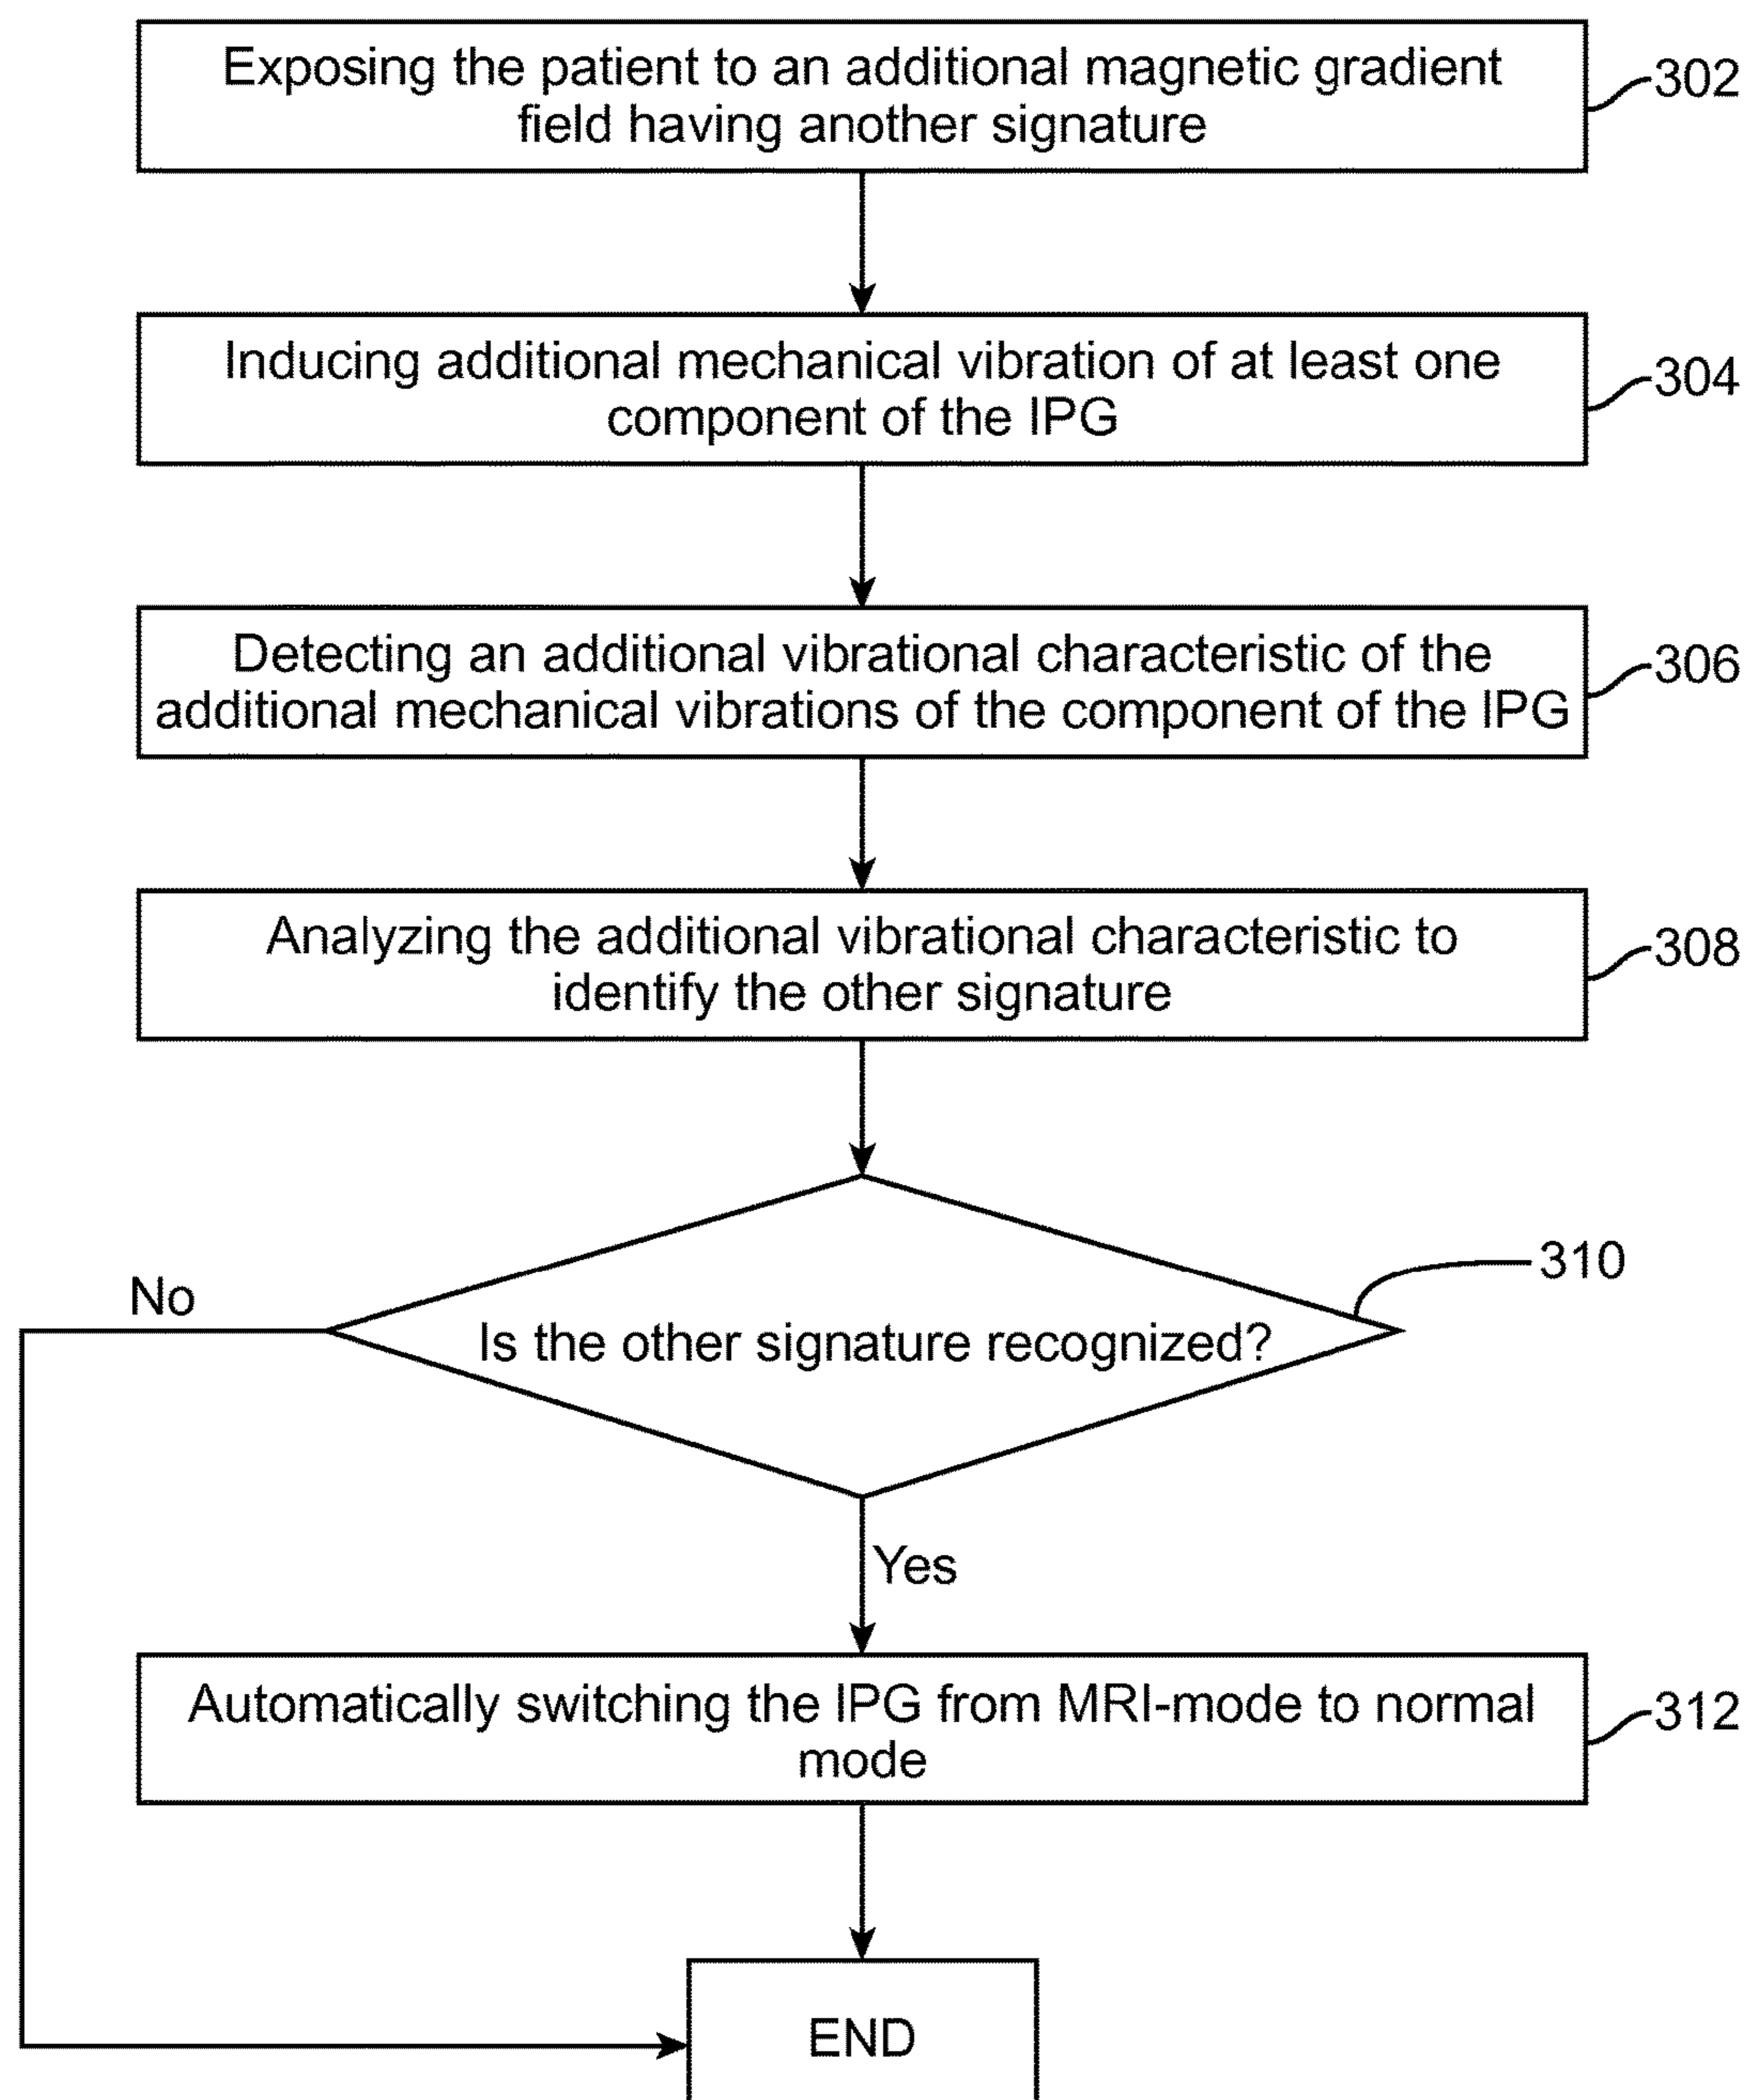 Exposing the patient to an additional magnetic gradient
field having another signature
302
Inducing additional mechanical vibration of at least one
component of the IPG
304
Detecting an additional vibrational characteristic of the
additional mechanical vibrations of the component of the IPG
306
Analyzing the additional vibrational characteristic to
identify the other signature
308
310
No
Is the other signature recognized?
Yes
Automatically switching the IPG from MRI-mode to normal
mode
312
END